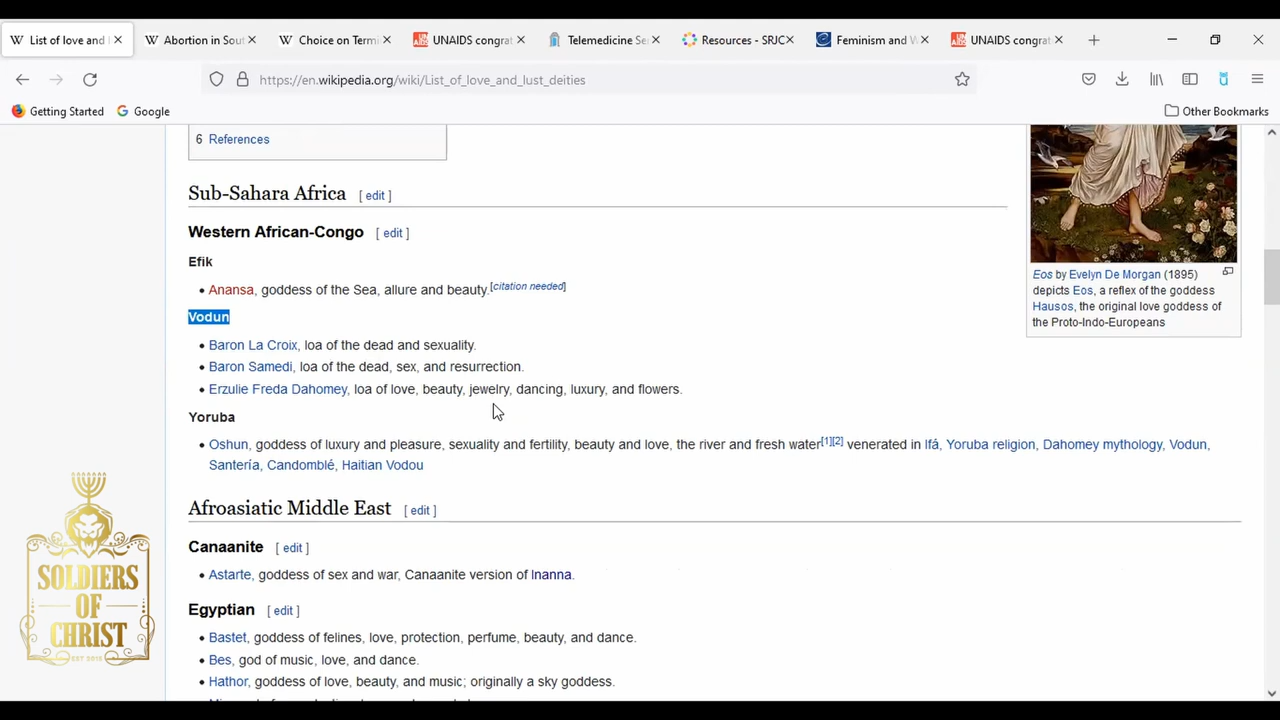 List of love and
Abortion in Sout
Choice on Termi
UNAIDS congrat
Telemedicine Se
Resources - SRJC
Feminism and W
UNAIDS congrat
https://en.wikipedia.org/wiki/List_of_love_and_lust_deities
Getting Started
Google
Other Bookmarks
6 References
Sub-Sahara Africa [ edit ]
Western African-Congo [ edit ]
Efik
• Anansa, goddess of the Sea, allure and beauty.[citation needed]
Vodun
• Baron La Croix, loa of the dead and sexuality.
• Baron Samedi, loa of the dead, sex, and resurrection.
• Erzulie Freda Dahomey, loa of love, beauty, jewelry, dancing, luxury, and flowers.
Yoruba
• Oshun, goddess of luxury and pleasure, sexuality and fertility, beauty and love, the river and fresh water[1][2] venerated in Ifá, Yoruba religion, Dahomey mythology, Vodun,
Santería, Candomblé, Haitian Vodou
Afroasiatic Middle East [ edit ]
Canaanite [ edit ]
• Astarte, goddess of sex and war, Canaanite version of Inanna.
Egyptian [ edit ]
• Bastet, goddess of felines, love, protection, perfume, beauty, and dance.
• Bes, god of music, love, and dance.
• Hathor, goddess of love, beauty, and music; originally a sky goddess.
Eos by Evelyn De Morgan (1895)
depicts Eos, a reflex of the goddess
Hausos, the original love goddess of
the Proto-Indo-Europeans
SOLDIERS
OF
CHRIST